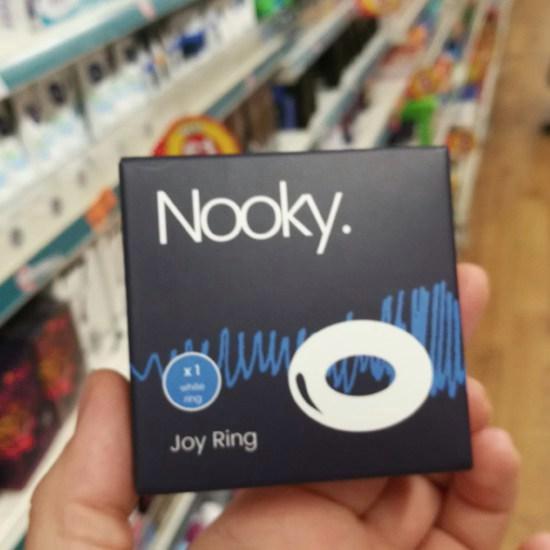 Nooky.
x1
white
ring
Joy Ring